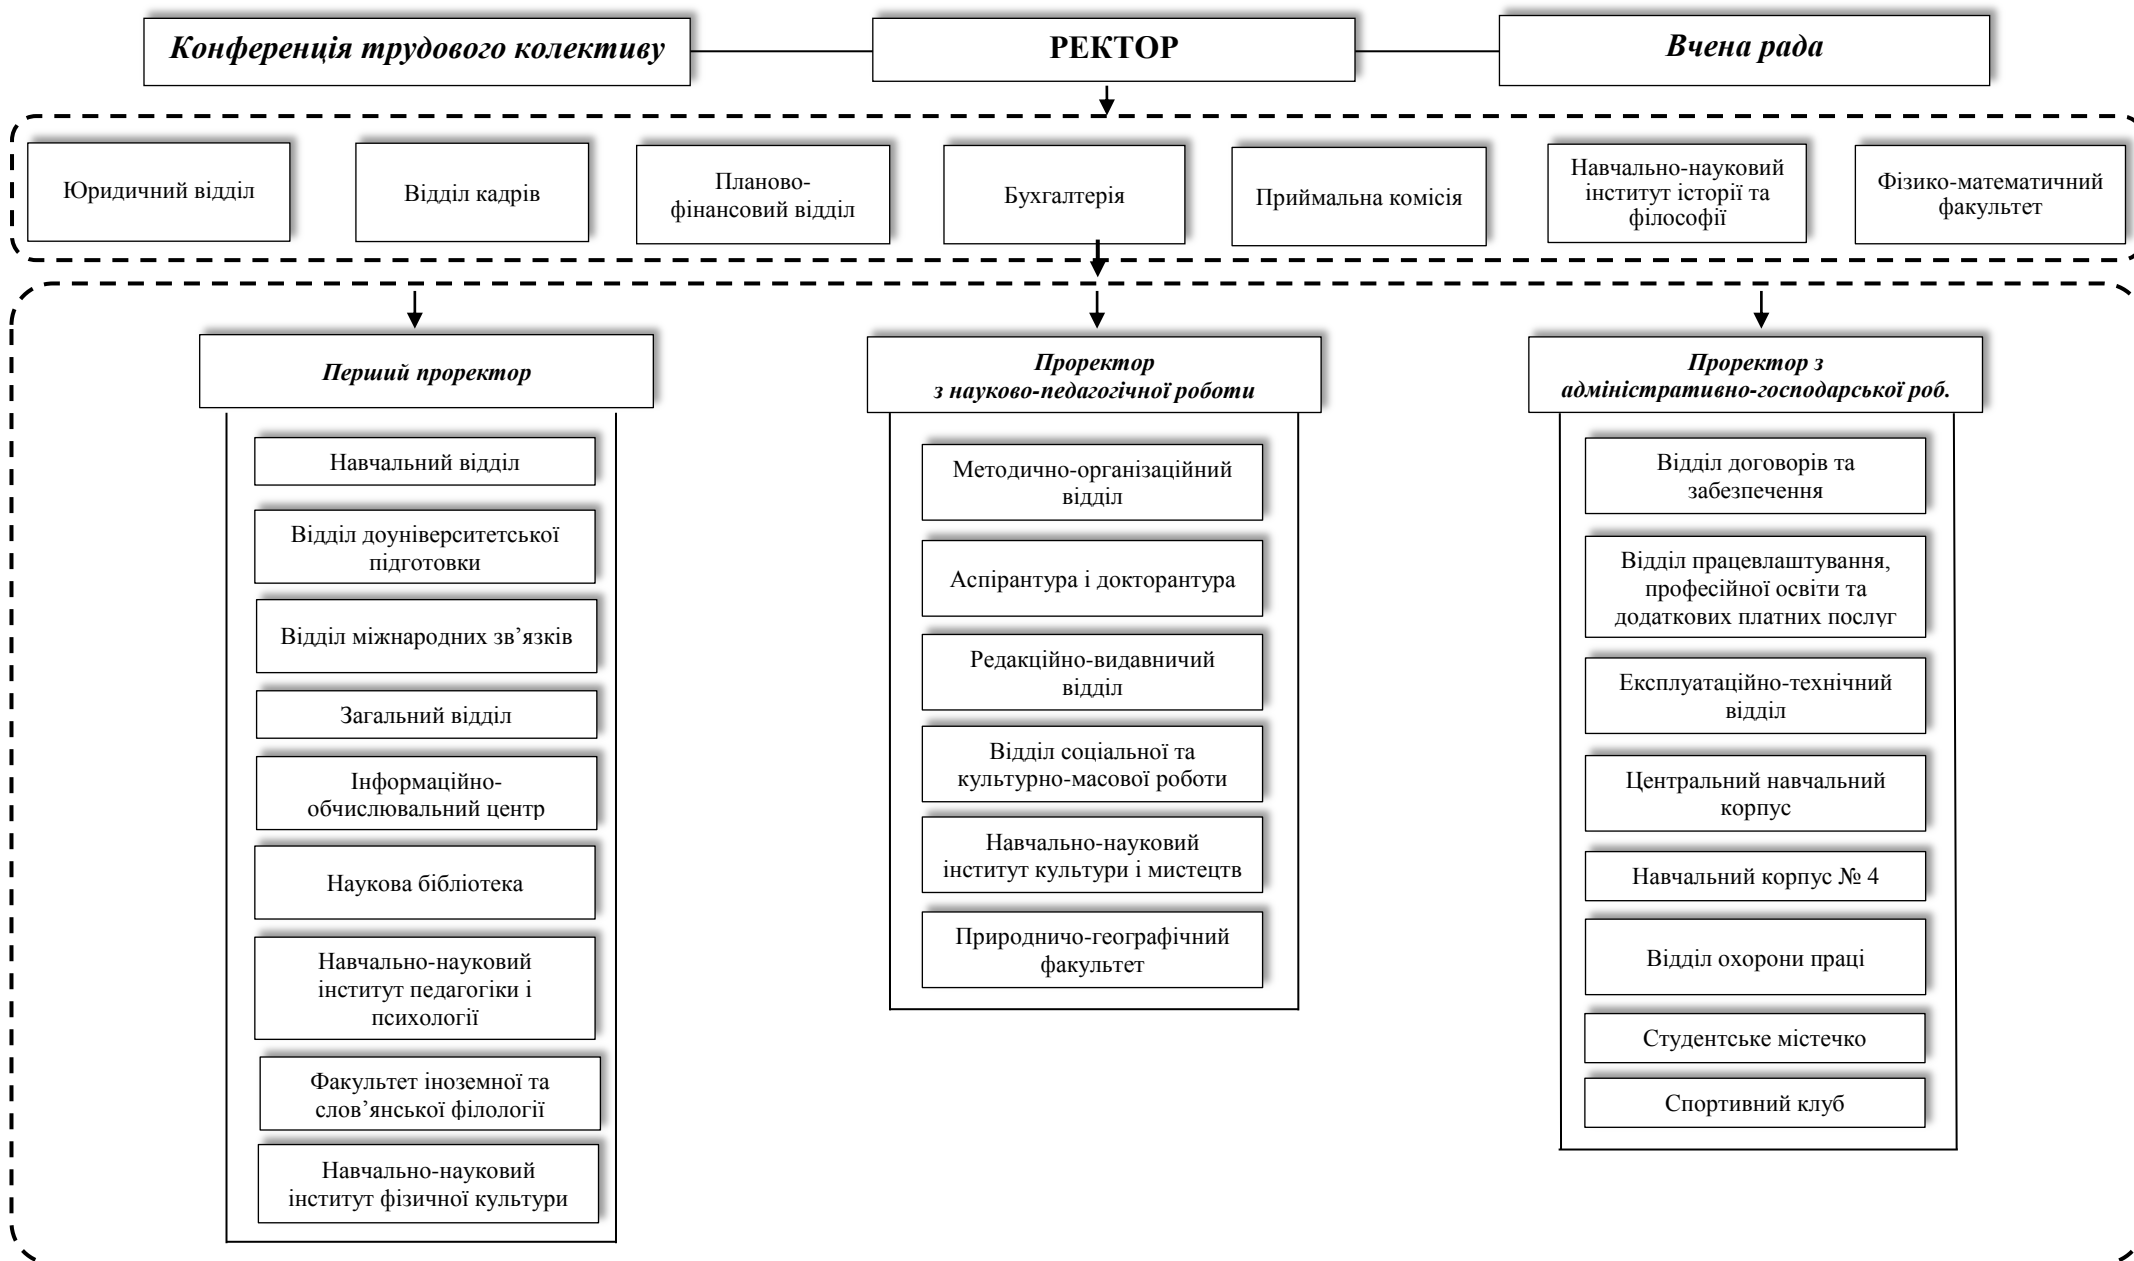 Конференція трудового колективу
РЕКТОР
Вчена рада
Юридичний відділ
Відділ кадрів
Планово-
фінансовий відділ
Бухгалтерія
Приймальна комісія
Навчально-науковий
інститут історії та
філософії
Фізико-математичний
факультет
Перший проректор
Навчальний відділ
Відділ доуніверситетської
підготовки
Відділ міжнародних зв’язків
Загальний відділ
Інформаційно-
обчислювальний центр
Наукова бібліотека
Навчально-науковий
інститут педагогіки і
психології
Факультет іноземної та
слов’янської філології
Навчально-науковий
інститут фізичної культури
Проректор
з науково-педагогічної роботи
Методично-організаційний
відділ
Аспірантура і докторантура
Редакційно-видавничий
відділ
Відділ соціальної та
культурно-масової роботи
Навчально-науковий
інститут культури і мистецтв
Природничо-географічний
факультет
Проректор з
адміністративно-господарської роб.
Відділ договорів та
забезпечення
Відділ працевлаштування,
професійної освіти та
додаткових платних послуг
Експлуатаційно-технічний
відділ
Центральний навчальний
корпус
Навчальний корпус № 4
Відділ охорони праці
Студентське містечко
Спортивний клуб